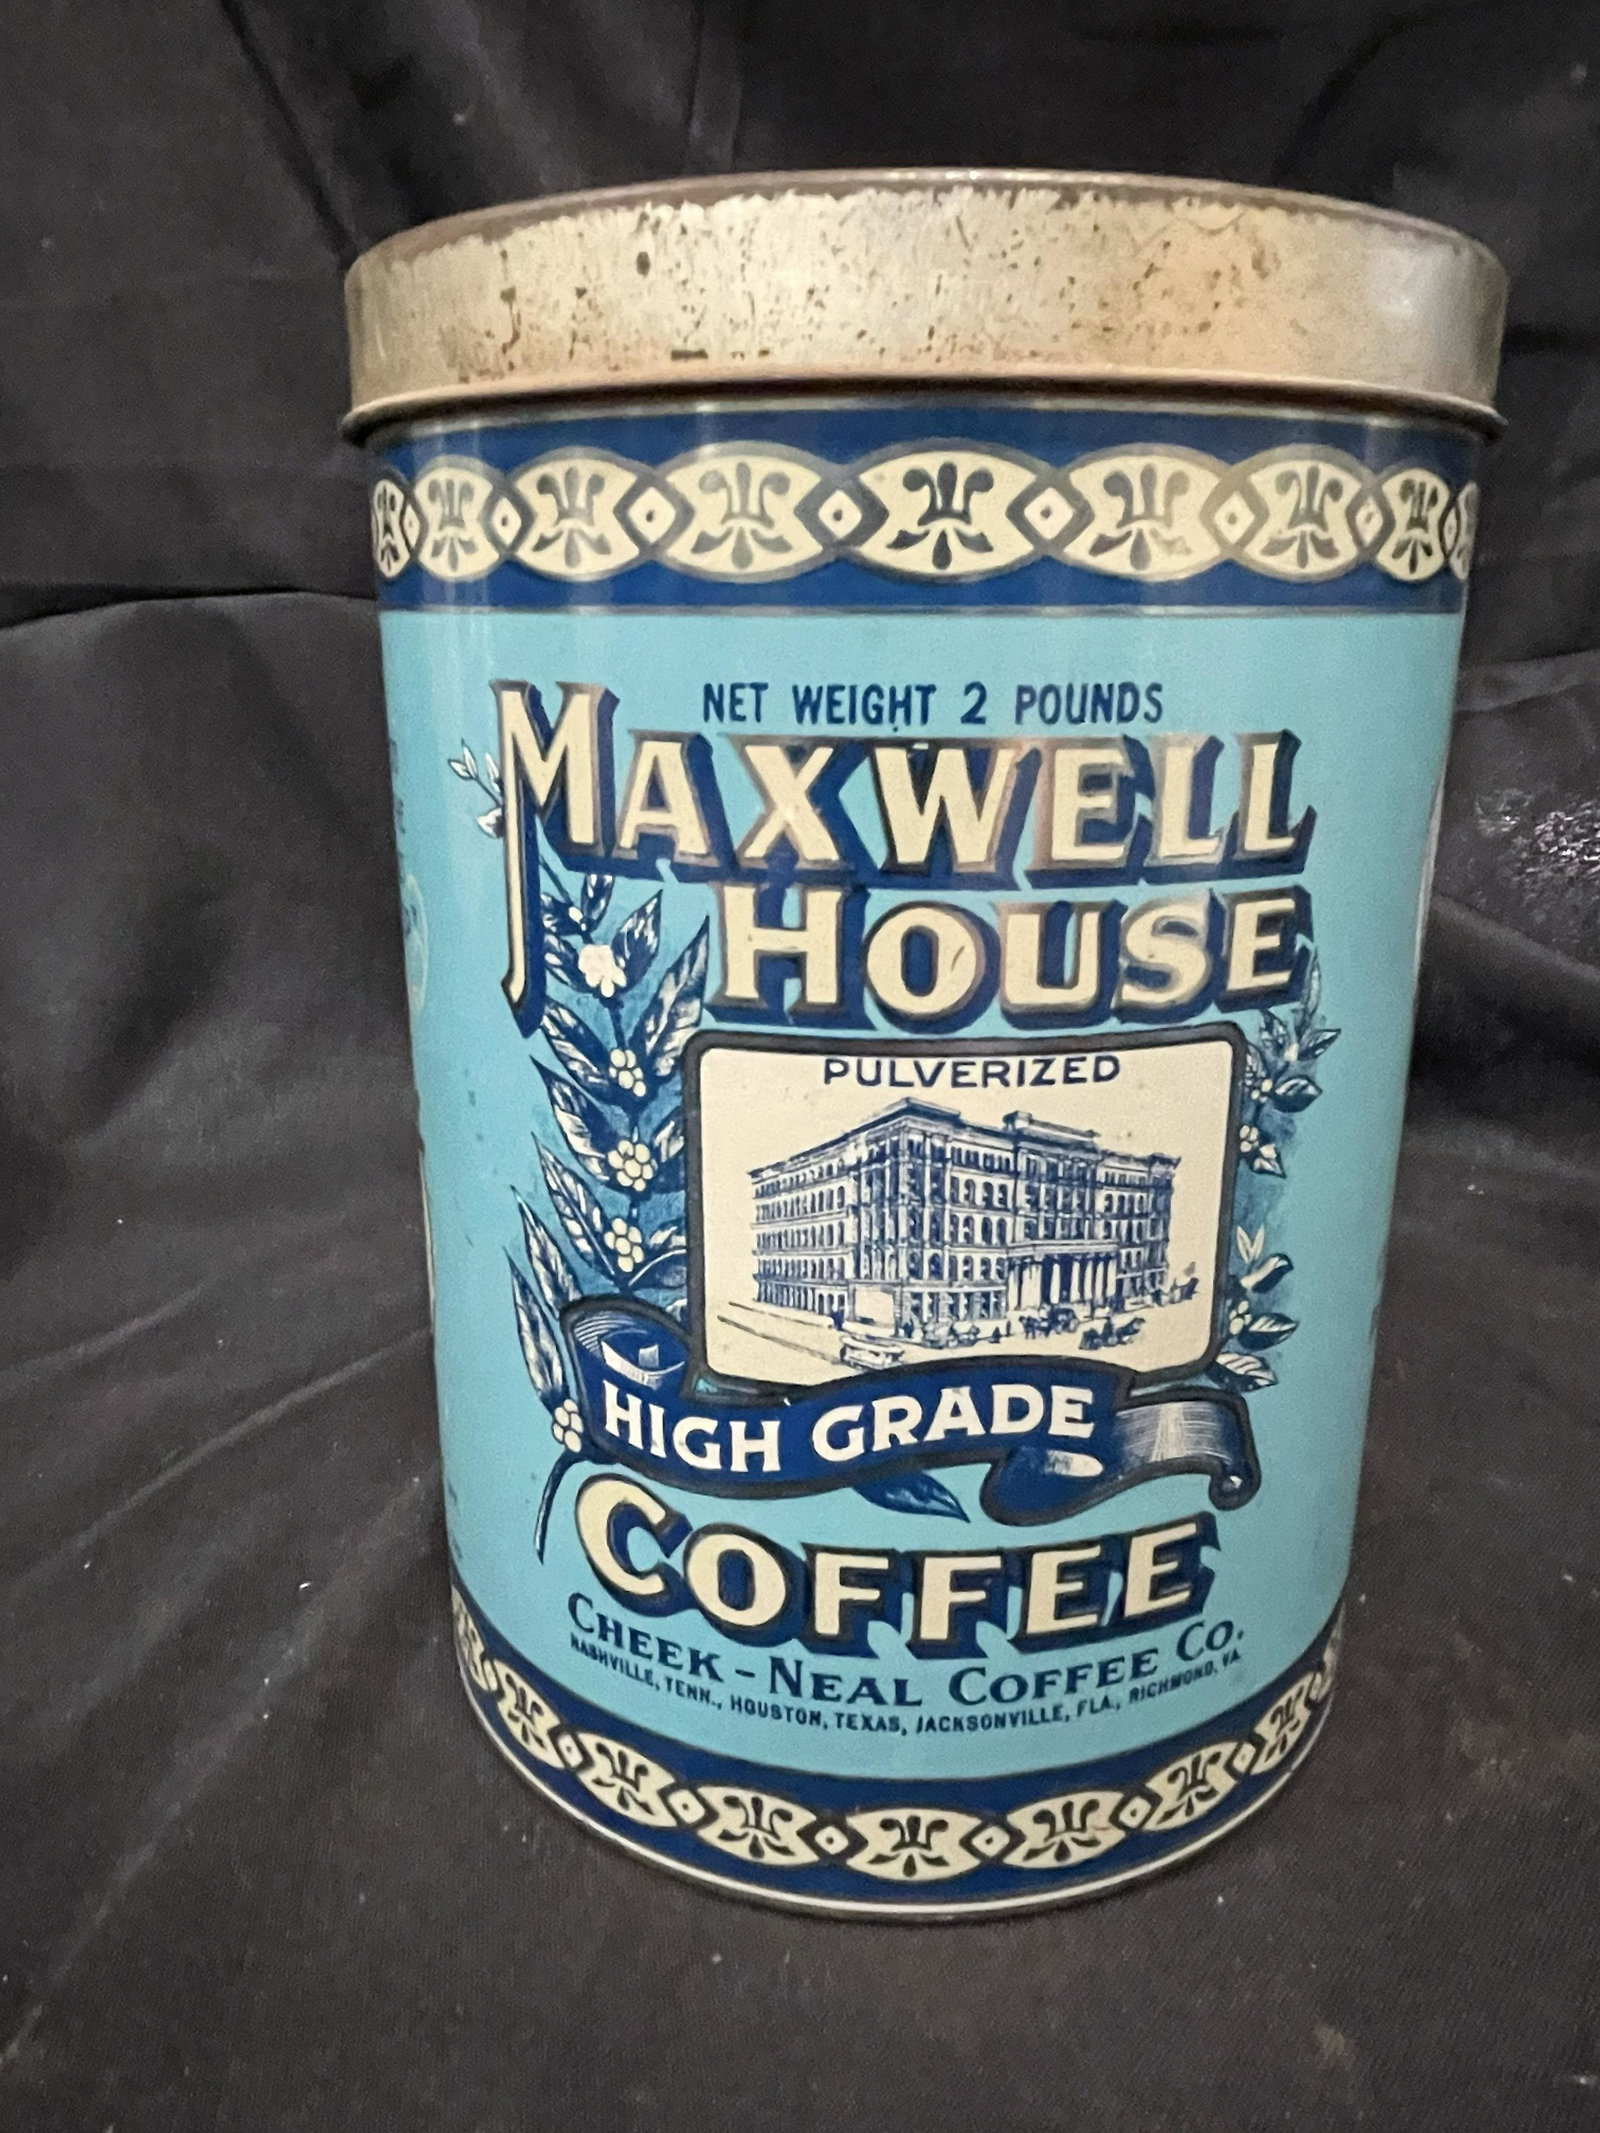 NET WEIGHT 2 POUNDS
MAXWELL
HOUSE
PULVERIZED
HIGH GRADE
COFFEE
CHEEK-NEAL COFFEE CO.
NASHVILLE, TENN., HOUSTON, TEXAS, JACKSONVILLE, FLA., RICHMOND, VA.